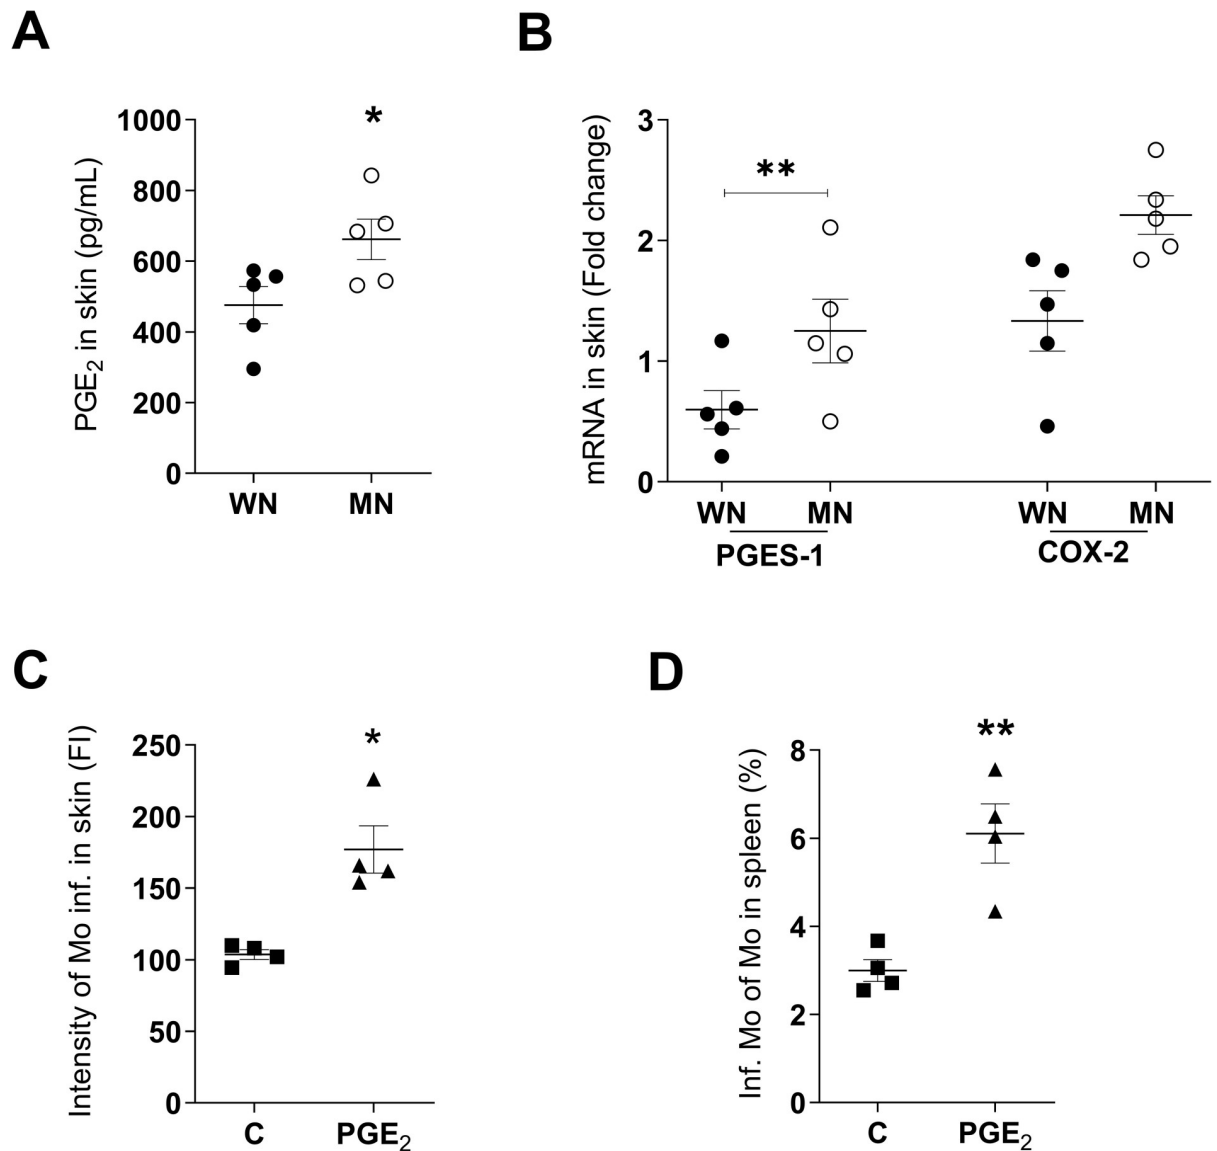 A
PGE2 in skin (pg/mL)
1000
800
600
400
200
0
*
WN MN
B
mRNA in skin (Fold change)
3
2
1
0
**
WN MN WN MN
PGES-1 COX-2
C
Intensity of Mo inf. in skin (FI)
250
200
150
100
50
0
*
C PGE2
D
Inf. Mo of Mo in spleen (%)
8
6
4
2
0
**
C PGE2